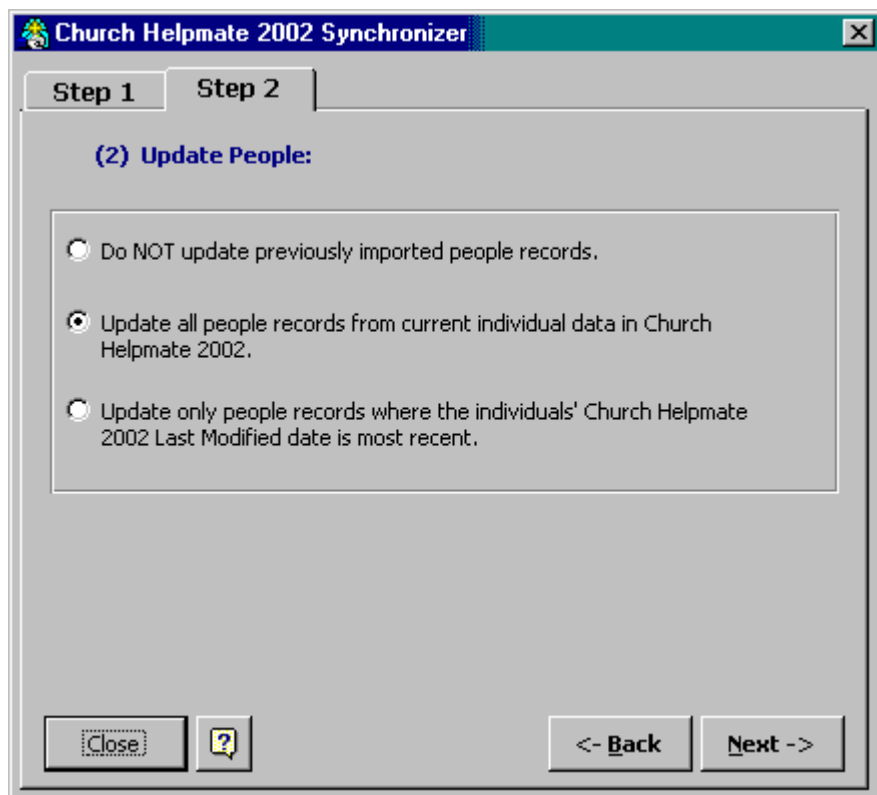 Church Helpmate 2002 Synchronizer
Step 1 Step 2
(2) Update People:
Do NOT update previously imported people records.
Update all people records from current individual data in Church
Helpmate 2002.
Update only people records where the individuals' Church Helpmate
2002 Last Modified date is most recent.
Close ? <- Back Next ->